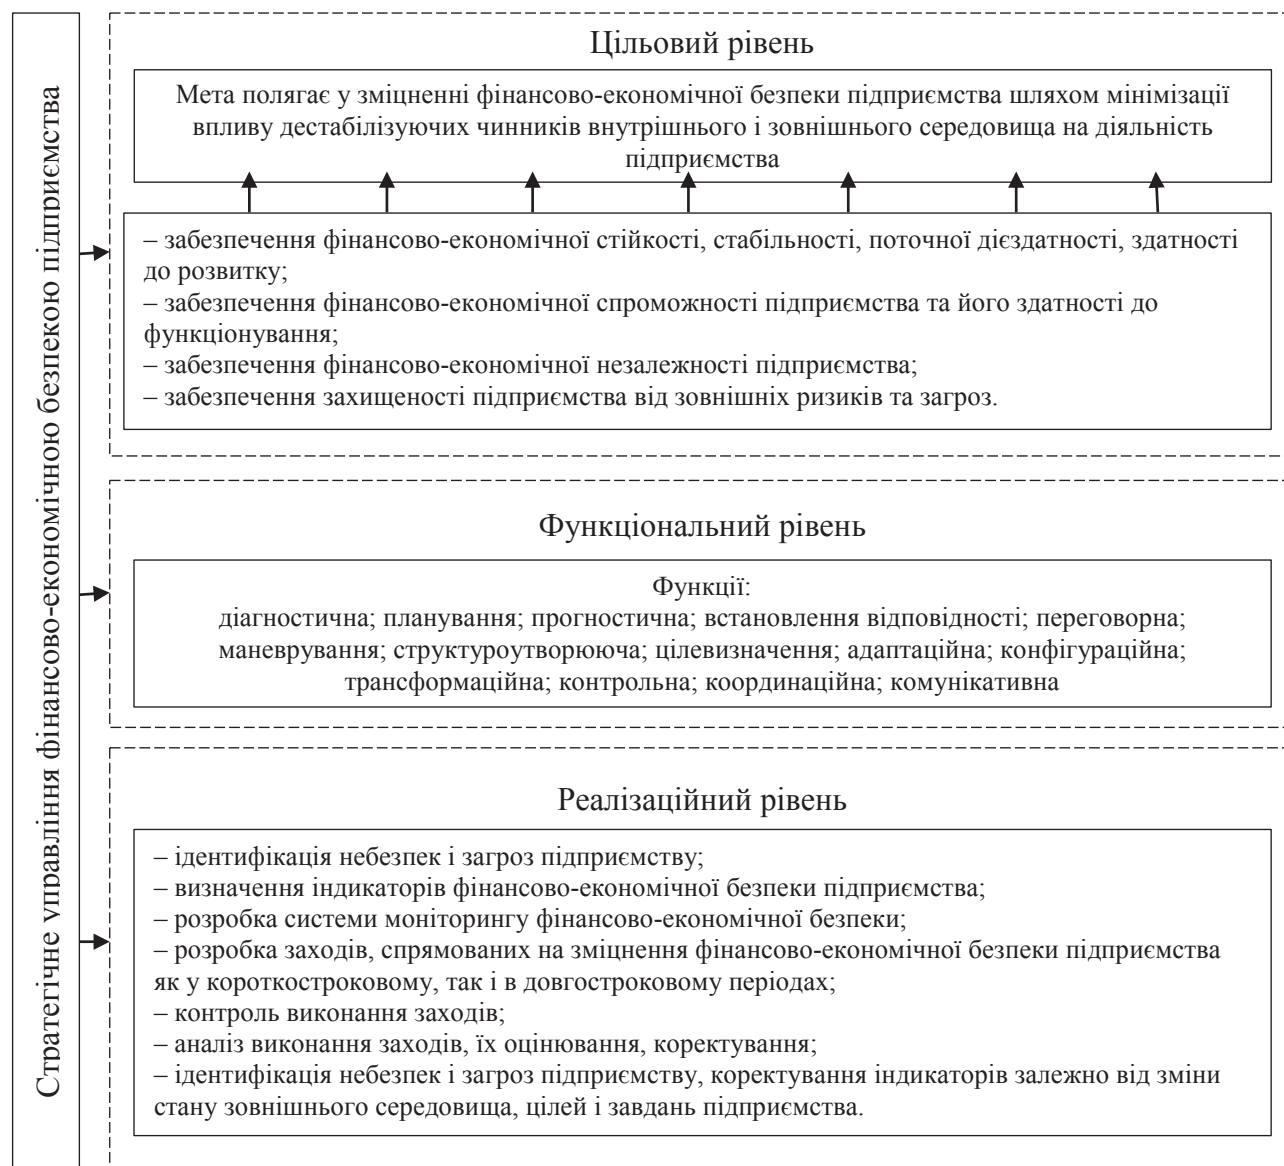 Стратегічне управління фінансово-економічною безпекою підприємства
Цільовий рівень
Мета полягає у зміцненні фінансово-економічної безпеки підприємства шляхом мінімізації
впливу дестабілізуючих чинників внутрішнього і зовнішнього середовища на діяльність
підприємства
– забезпечення фінансово-економічної стійкості, стабільності, поточної дієздатності, здатності
до розвитку;
– забезпечення фінансово-економічної спроможності підприємства та його здатності до
функціонування;
– забезпечення фінансово-економічної незалежності підприємства;
– забезпечення захищеності підприємства від зовнішніх ризиків та загроз.
Функціональний рівень
Функції:
діагностична; планування; прогностична; встановлення відповідності; переговорна;
маневрування; структуроутворююча; цілевизначення; адаптаційна; конфігураційна;
трансформаційна; контрольна; координаційна; комунікативна
Реалізаційний рівень
– ідентифікація небезпек і загроз підприємству;
– визначення індикаторів фінансово-економічної безпеки підприємства;
– розробка системи моніторингу фінансово-економічної безпеки;
– розробка заходів, спрямованих на зміцнення фінансово-економічної безпеки підприємства
як у короткостроковому, так і в довгостроковому періодах;
– контроль виконання заходів;
– аналіз виконання заходів, їх оцінювання, коректування;
– ідентифікація небезпек і загроз підприємству, коректування індикаторів залежно від зміни
стану зовнішнього середовища, цілей і завдань підприємства.